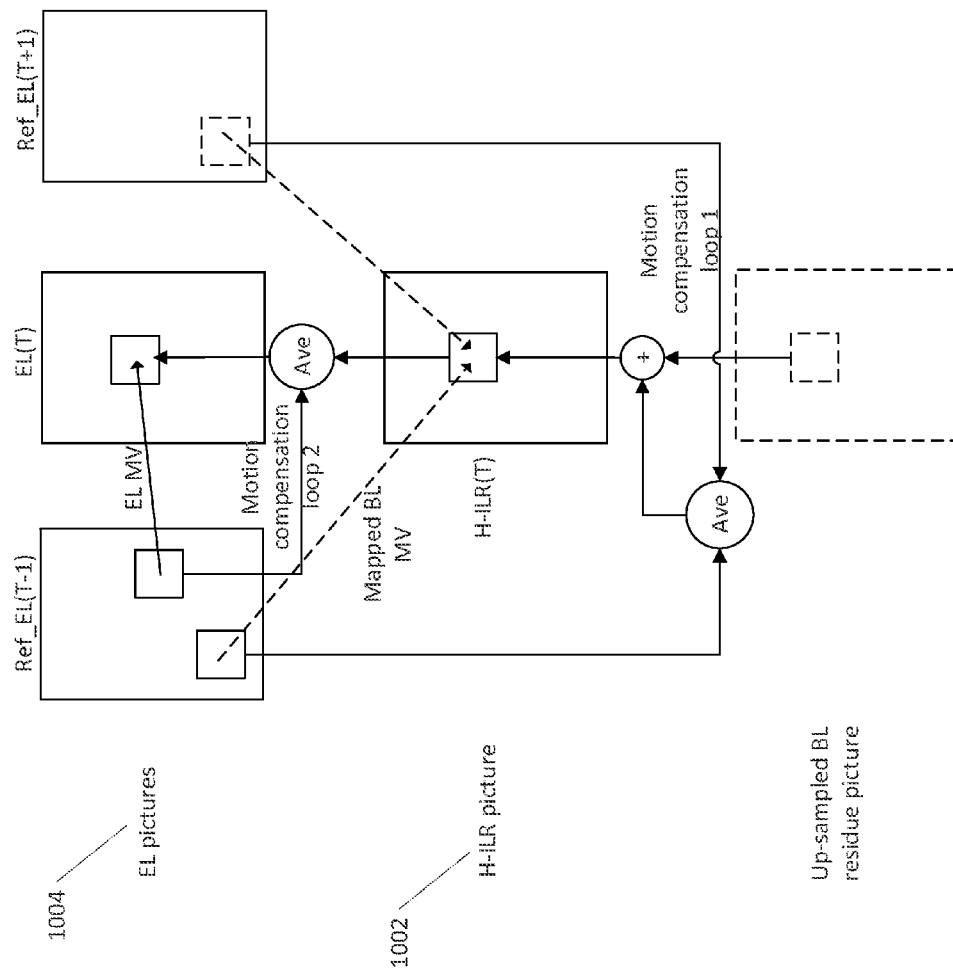 Ref_EL(T-1)
EL(T)
Ref_EL(T+1)
1004
EL pictures
EL MV
Motion
compensation
loop 2
Ave
Mapped BL
MV
1002
H-ILR picture
H-ILR(T)
Motion
compensation
loop 1
+
Ave
Up-sampled BL
residue picture